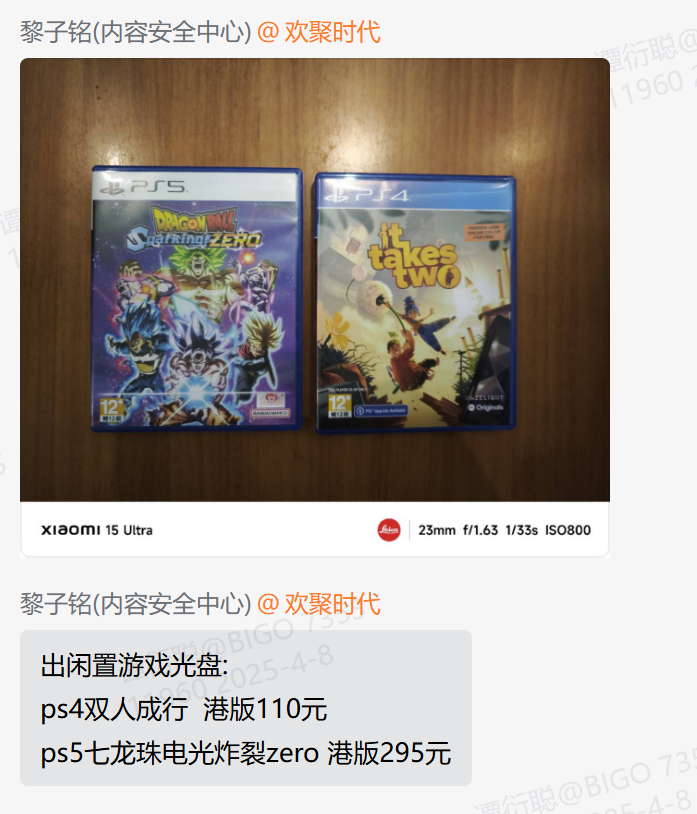 黎子铭(内容安全中心) @ 欢聚时代
PS5
DRAGON BALL
Sparking! ZERO
12+
BANDAI NAMCO
PS4
it
takes
two
12+
PS5 Upgrade Available
HAZELIGHT
Originals
xiaomi 15 Ultra
Leica
23mm f/1.63 1/33s ISO800
黎子铭(内容安全中心) @ 欢聚时代
出闲置游戏光盘:
ps4双人成行 港版110元
ps5七龙珠电光炸裂zero 港版295元
谭衍聪@BIGO 735
11960 2025-4-8